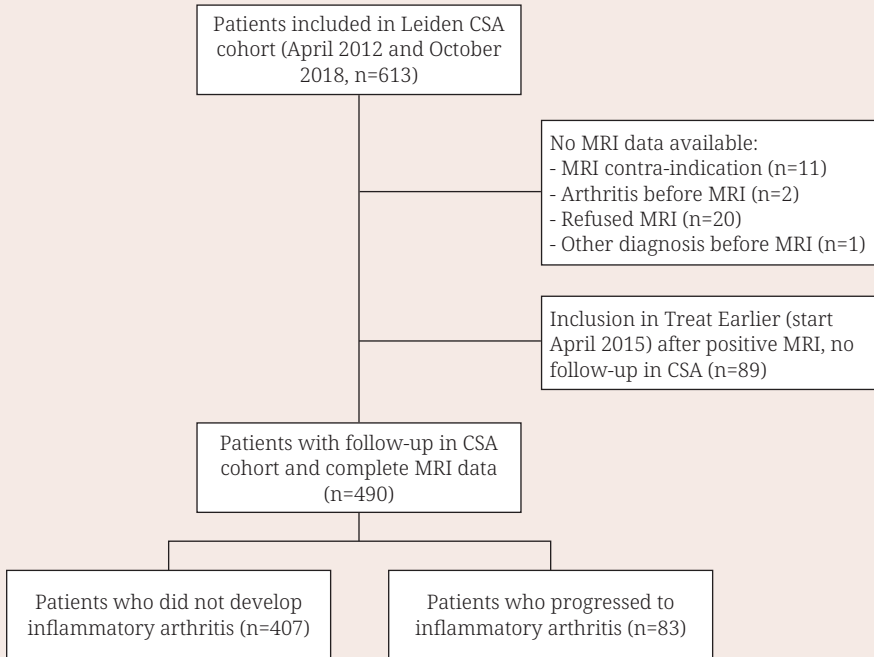 Patients included in Leiden CSA
cohort (April 2012 and October
2018, n=613)
No MRI data available:
- MRI contra-indication (n=11)
- Arthritis before MRI (n=2)
- Refused MRI (n=20)
- Other diagnosis before MRI (n=1)
Inclusion in Treat Earlier (start
April 2015) after positive MRI, no
follow-up in CSA (n=89)
Patients with follow-up in CSA
cohort and complete MRI data
(n=490)
Patients who did not develop
inflammatory arthritis (n=407)
Patients who progressed to
inflammatory arthritis (n=83)